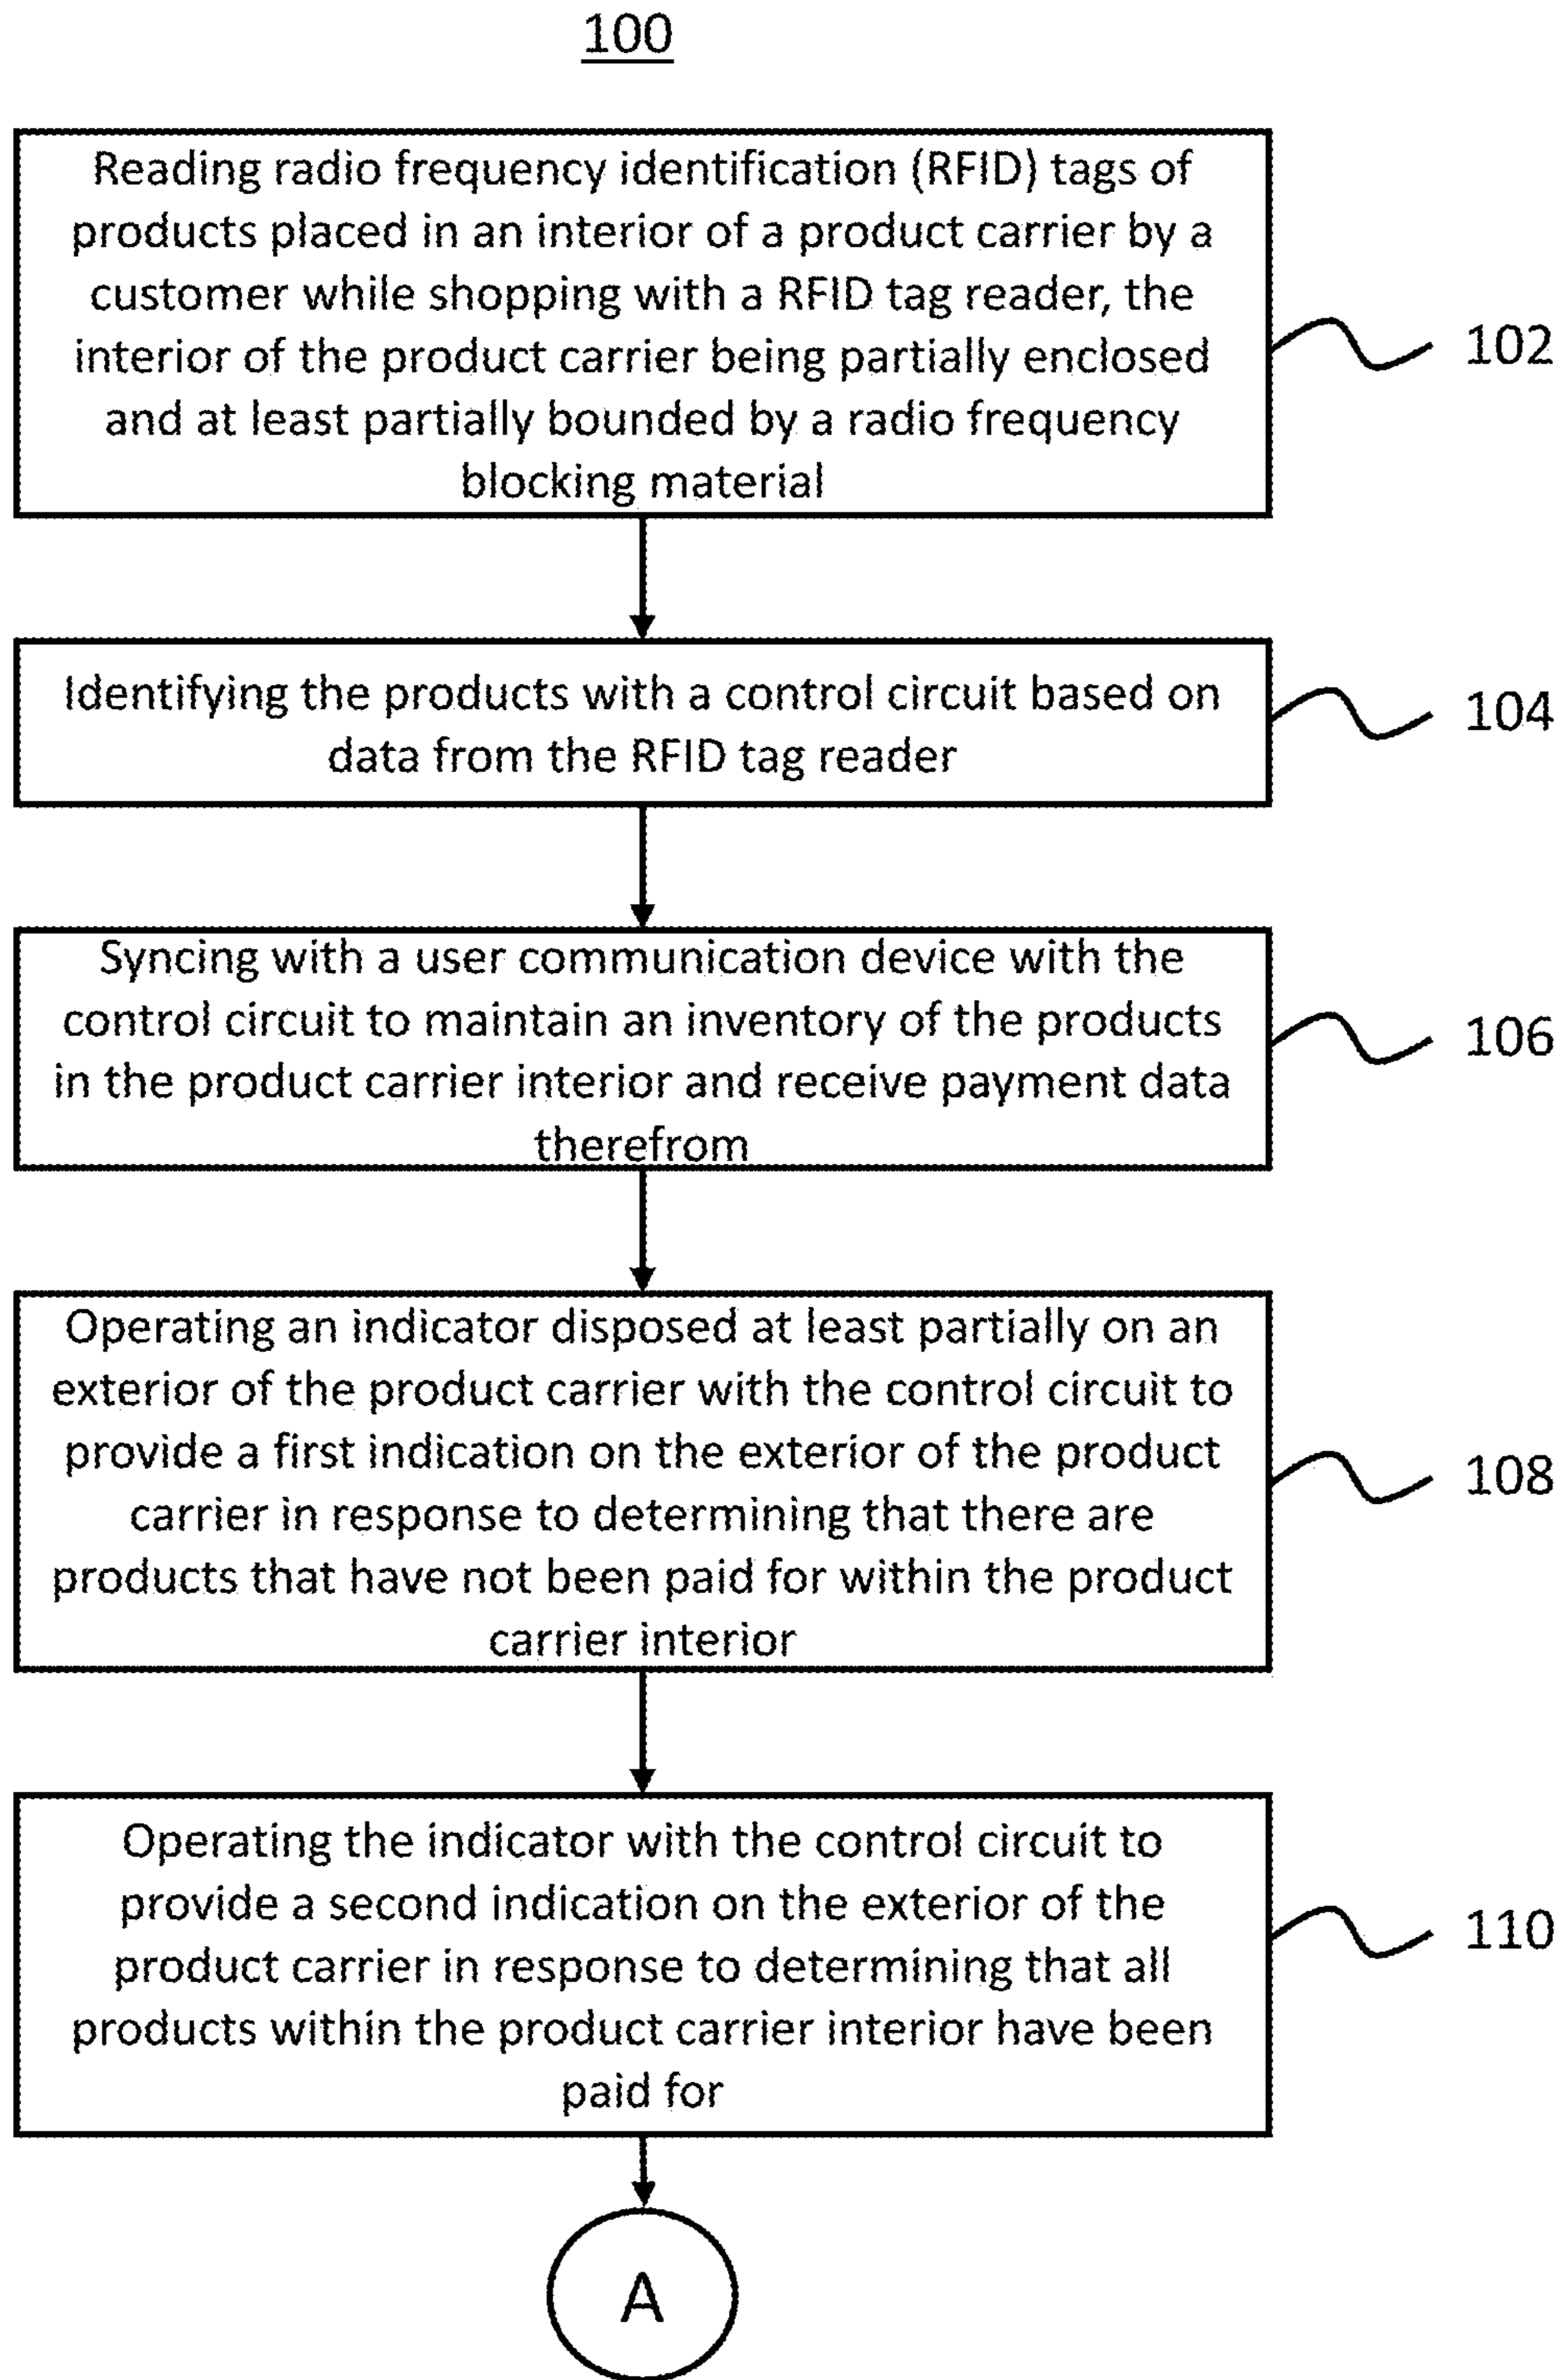 100
Reading radio frequency identification (RFID) tags of
products placed in an interior of a product carrier by a
customer while shopping with a RFID tag reader, the
interior of the product carrier being partially enclosed
and at least partially bounded by a radio frequency
blocking material
102
Identifying the products with a control circuit based on
data from the RFID tag reader
104
Syncing with a user communication device with the
control circuit to maintain an inventory of the products
in the product carrier interior and receive payment data
therefrom
106
Operating an indicator disposed at least partially on an
exterior of the product carrier with the control circuit to
provide a first indication on the exterior of the product
carrier in response to determining that there are
products that have not been paid for within the product
carrier interior
108
Operating the indicator with the control circuit to
provide a second indication on the exterior of the
product carrier in response to determining that all
products within the product carrier interior have been
paid for
110
A